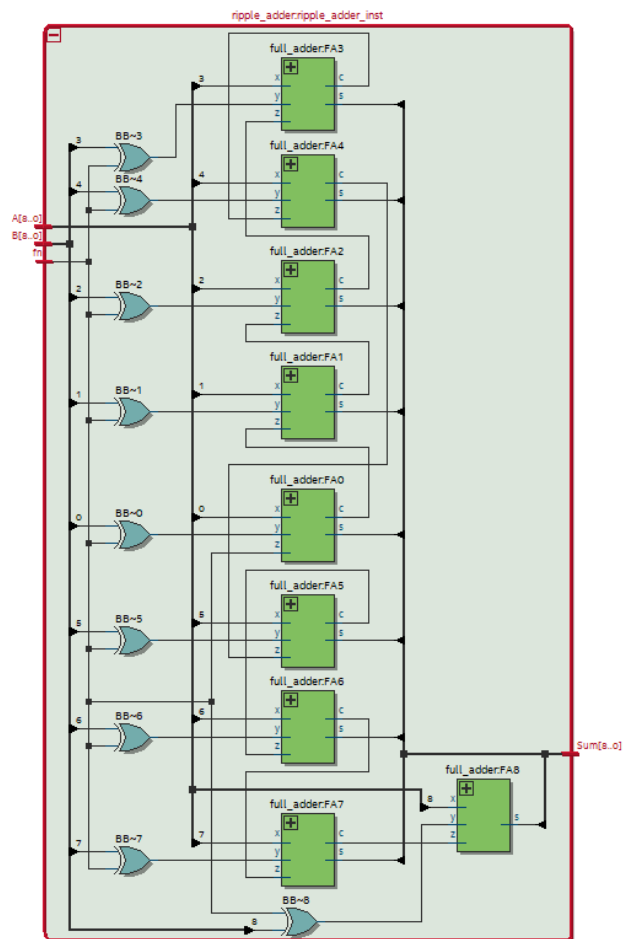 ripple_adder:ripple_adder_inst
full_adder:FA3
3
x
c
y
s
z
BB~3
3
full_adder:FA4
4
x
c
y
s
z
BB~4
4
A[8..0]
B[8..0]
fn
full_adder:FA2
2
x
c
y
s
z
BB~2
2
full_adder:FA1
1
x
c
y
s
z
BB~1
1
full_adder:FA0
0
x
c
y
s
z
BB~0
0
full_adder:FA5
5
x
c
y
s
z
BB~5
5
full_adder:FA6
6
x
c
y
s
z
BB~6
6
Sum[8..0]
full_adder:FA8
8
x
y
s
z
full_adder:FA7
7
x
c
y
s
z
BB~7
7
BB~8
8